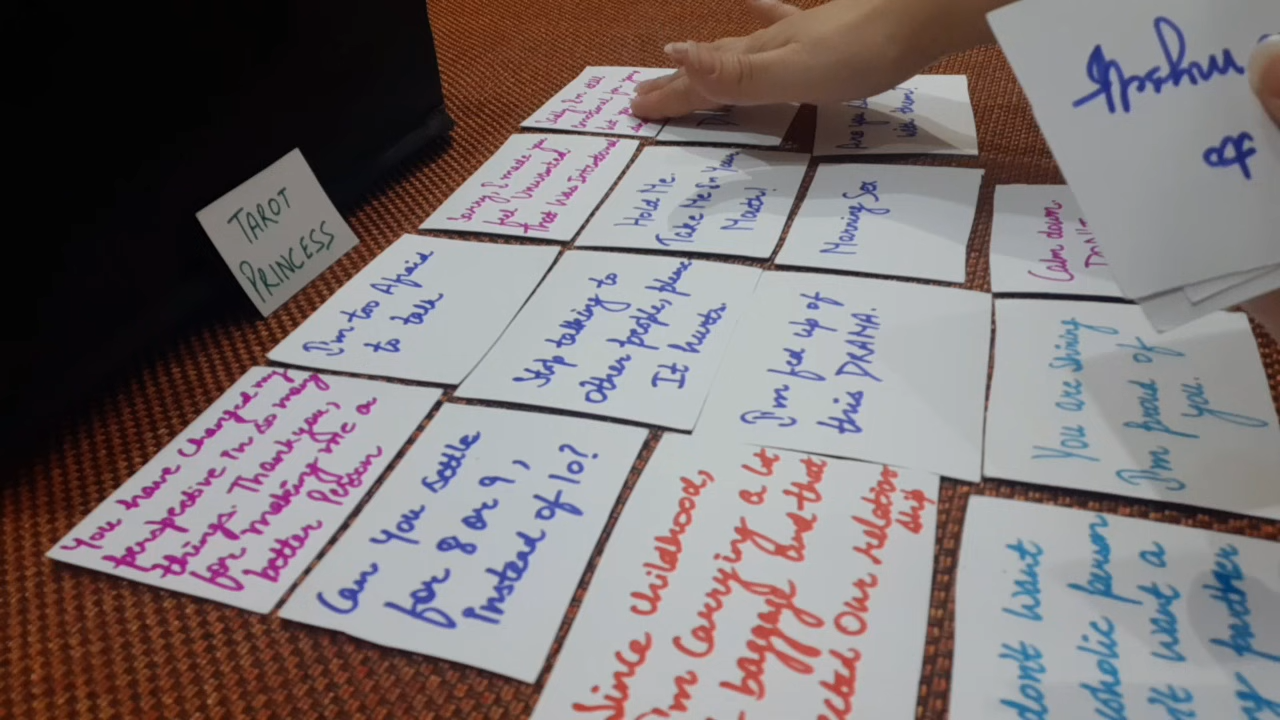 TAROT
PRINCESS
Sorry, I made you
feel Unwanted
that was intentional
Hold Me.
Take Me In Your
Mouth!
Morning Sex
Calm down
I'm too Afraid
to talk
Stop talking to
other people, please
It hurts.
I'm fed up of
this DRAMA.
You are shining
I'm proud of
you.
You have changed my
perspective in so many
things. Thank you,
for making me a
better Person
Can You settle
for 8 or 9,
Instead of 10?
Since childhood,
I'm Carrying a lot
baggage And that
Our relation
ship
don't want
person
want a
&